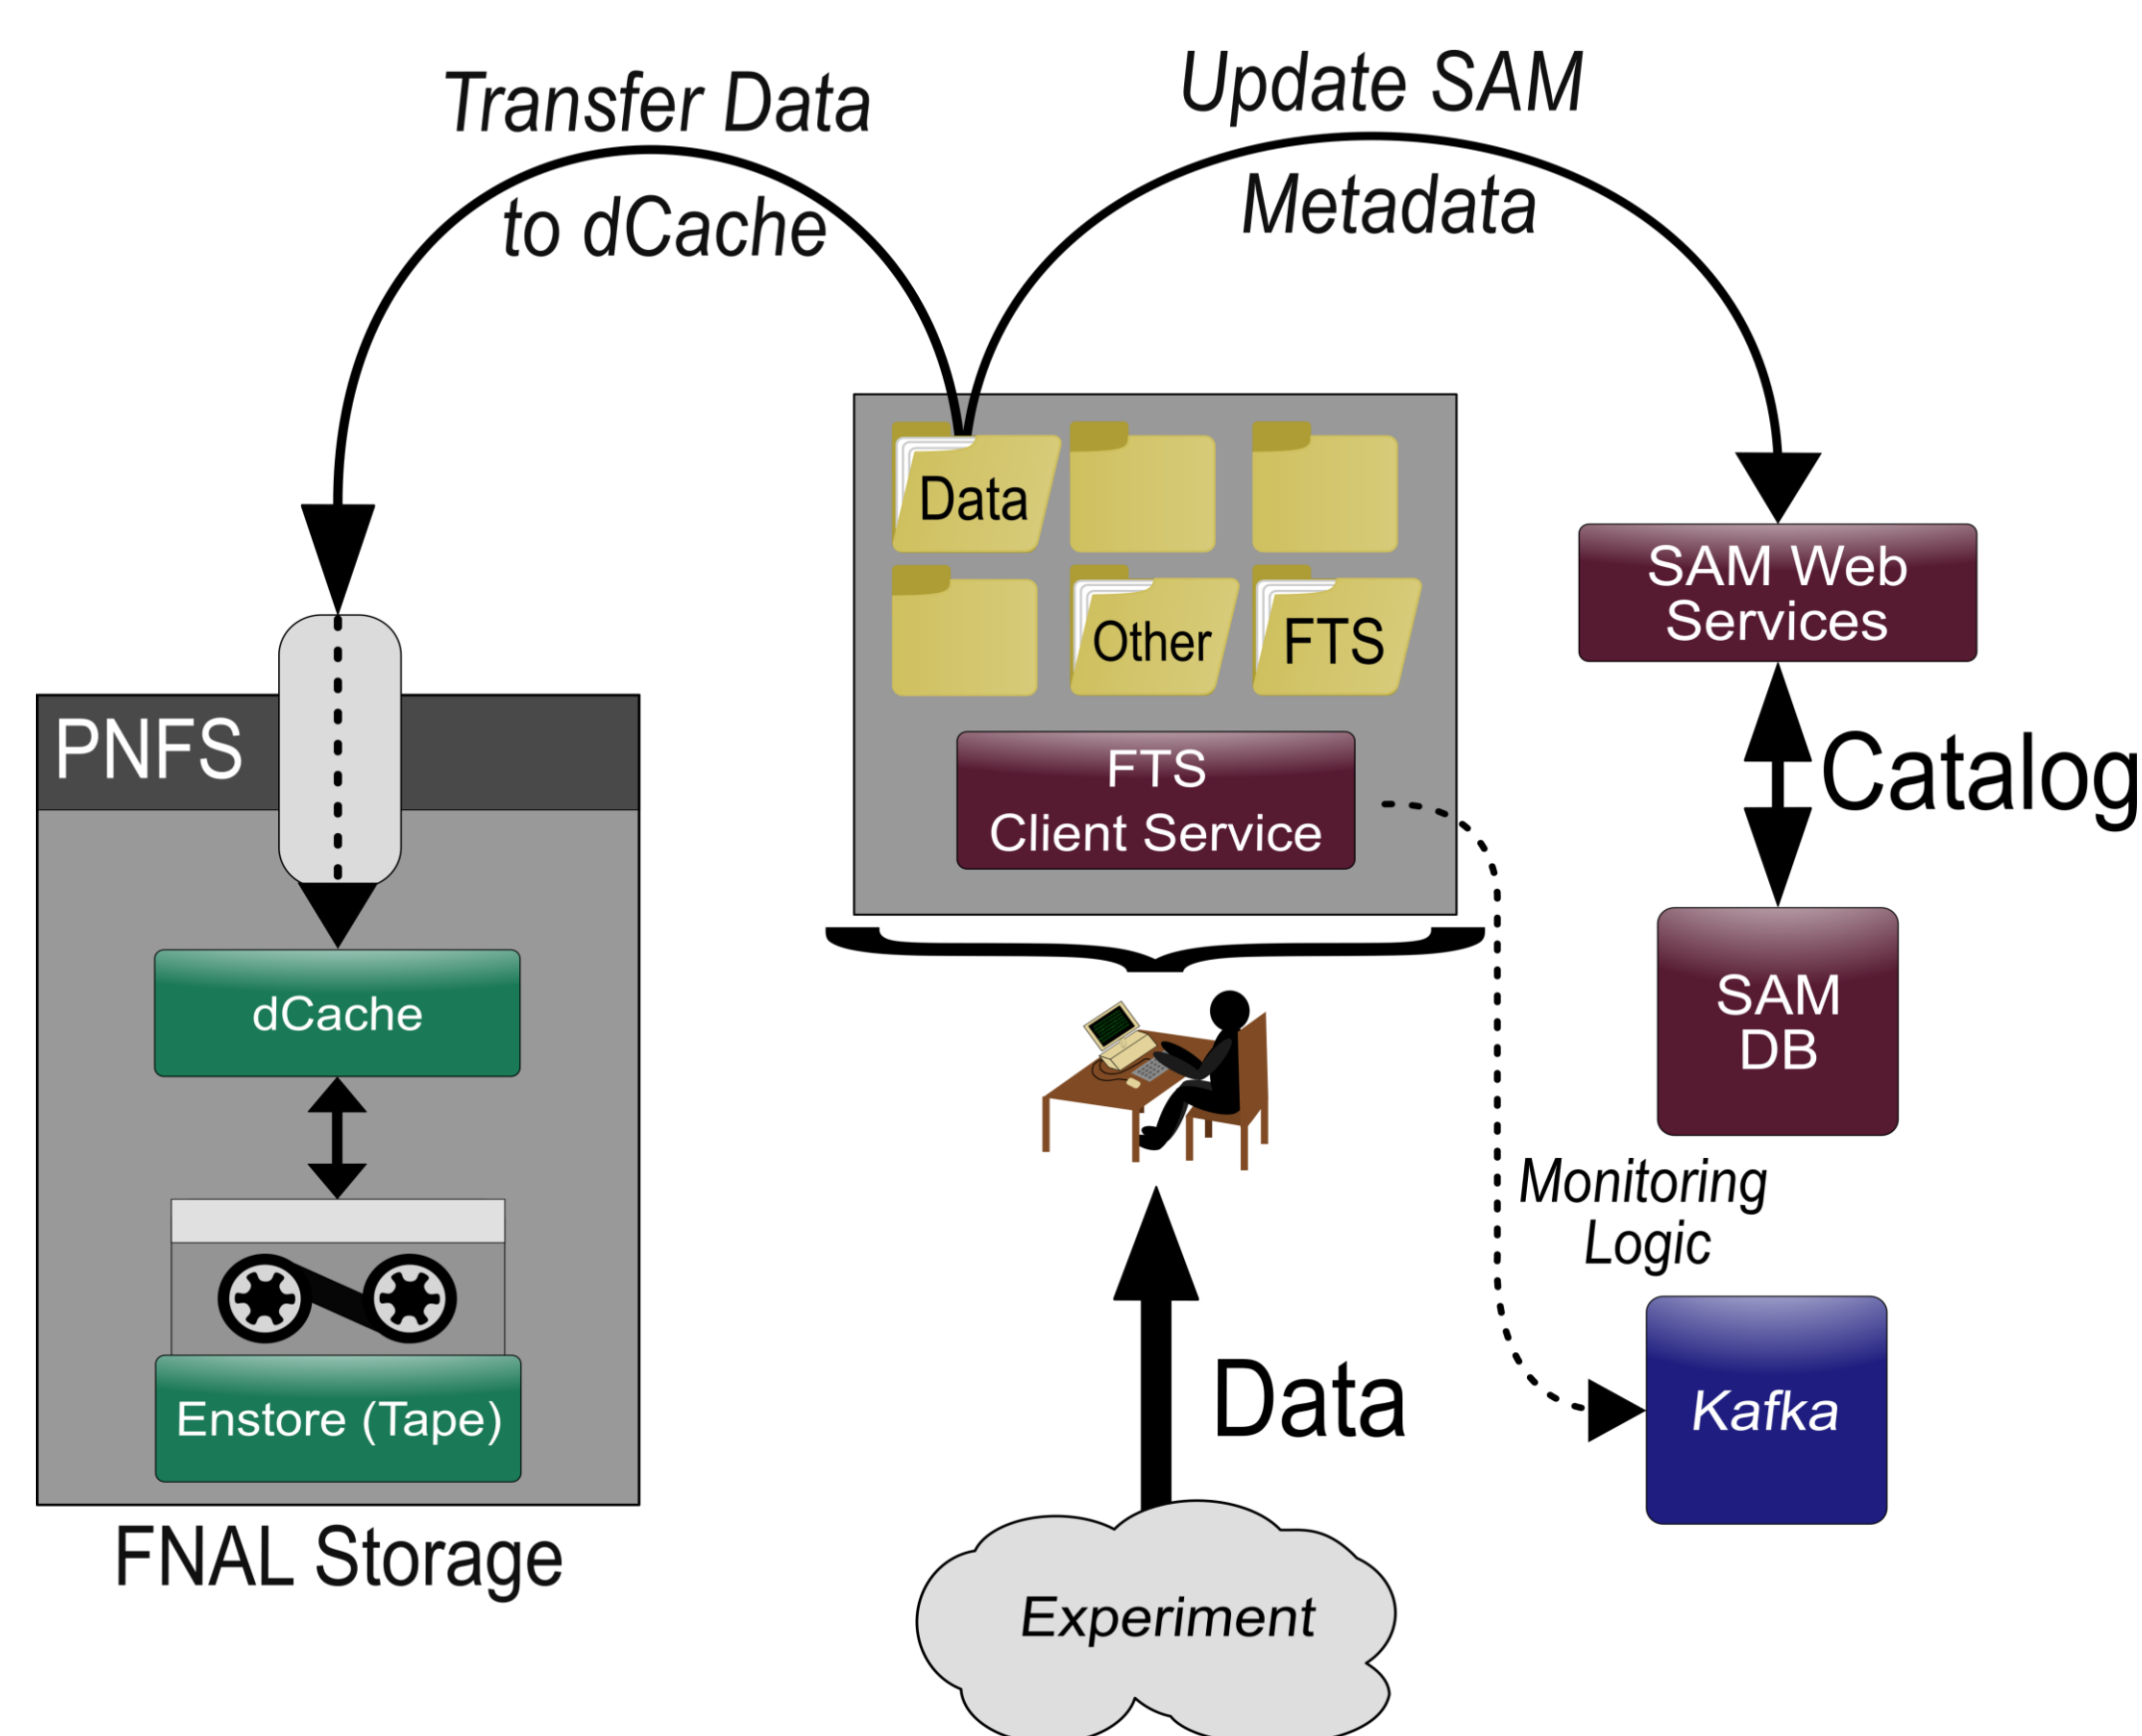 Transfer Data
to dCache
Update SAM
Metadata
Data
Other
FTS
FTS
Client Service
SAM Web
Services
Catalog
SAM
DB
PNFS
dCache
Enstore (Tape)
FNAL Storage
Monitoring
Logic
Kafka
Data
Experiment